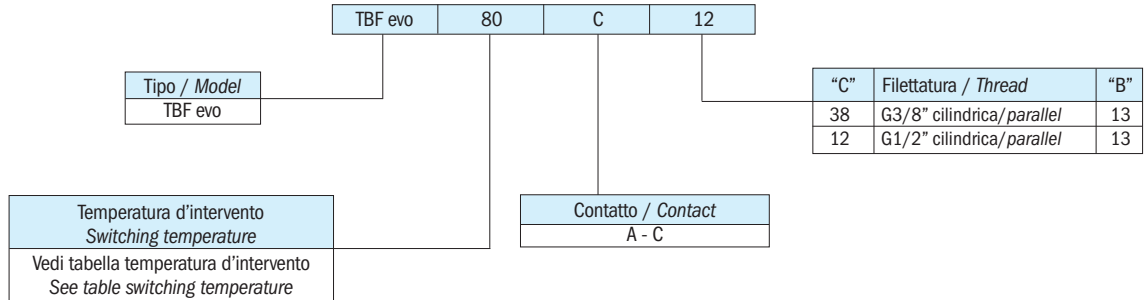 TBF evo 80 C 12
Tipo / Model
TBF evo
"C" Filettatura / Thread "B"
38 G3/8” cilindrica/parallel 13
12 G1/2” cilindrica/parallel 13
Temperatura d'intervento
Switching temperature
Vedi tabella temperatura d'intervento
See table switching temperature
Contatto / Contact
A - C